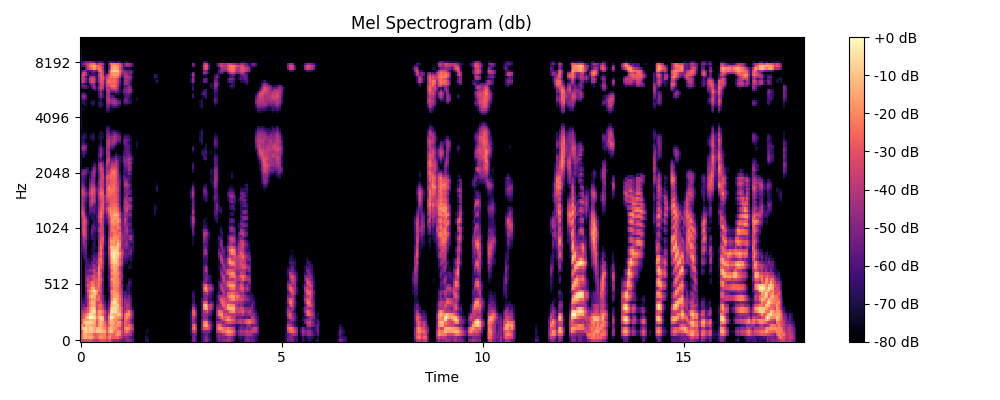 Mel Spectrogram (db)
8192
4096
2048
1024
512
0
Hz
0 5 10 15
Time
+0 dB
-10 dB
-20 dB
-30 dB
-40 dB
-50 dB
-60 dB
-70 dB
-80 dB